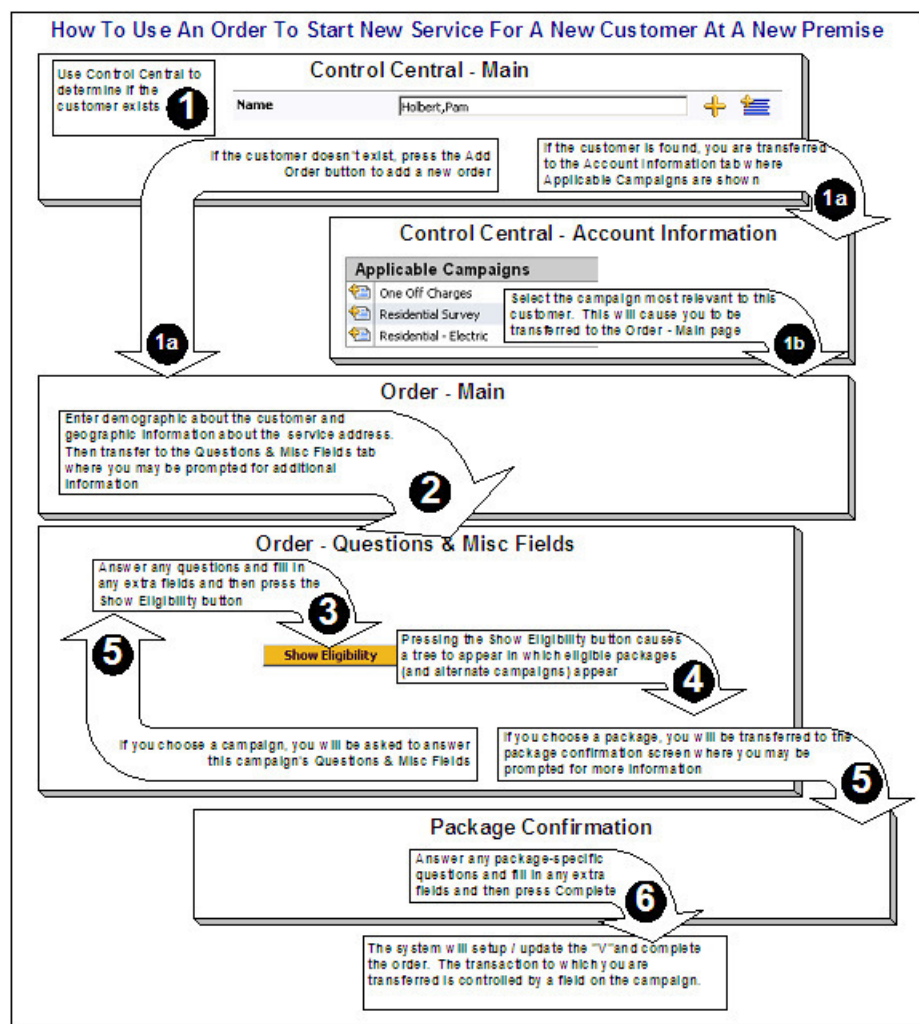 How To Use An Order To Start New Service For A New Customer At A New Premise
Control Central - Main
Use Control Central to
determine if the
customer exists
1
Name
Holbert,Pam
If the customer doesn't exist, press the Add
Order button to add a new order
If the customer is found, you are transferred
to the Account Information tab where
Applicable Campaigns are shown
1a
Control Central - Account Information
Applicable Campaigns
One Off Charges
Residential Survey
Residential - Electric
Select the campaign most relevant to this
customer. This will cause you to be
transferred to the Order - Main page
1a
1b
Order - Main
Enter demographic about the customer and
geographic information about the service address.
Then transfer to the Questions & Misc Fields tab
where you may be prompted for additional
information
2
Order - Questions & Misc Fields
Answer any questions and fill in
any extra fields and then press the
Show Eligibility button
3
5
Show Eligibility
Pressing the Show Eligibility button causes
a tree to appear in which eligible packages
(and alternate campaigns) appear
4
If you choose a campaign, you will be asked to answer
this campaign's Questions & Misc Fields
If you choose a package, you will be transferred to the
package confirmation screen where you may be
prompted for more information
5
Package Confirmation
Answer any package-specific
questions and fill in any extra
fields and then press Complete
6
The system will setup / update the "V"and complete
the order. The transaction to which you are
transferred is controlled by a field on the campaign.